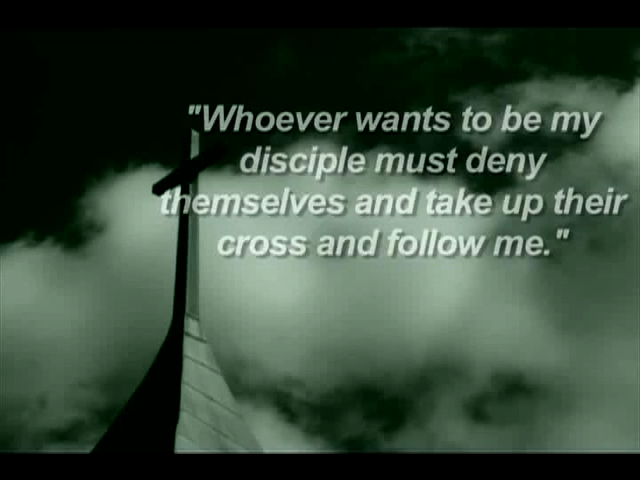 "Whoever wants to be my
disciple must deny
themselves and take up their
cross and follow me."